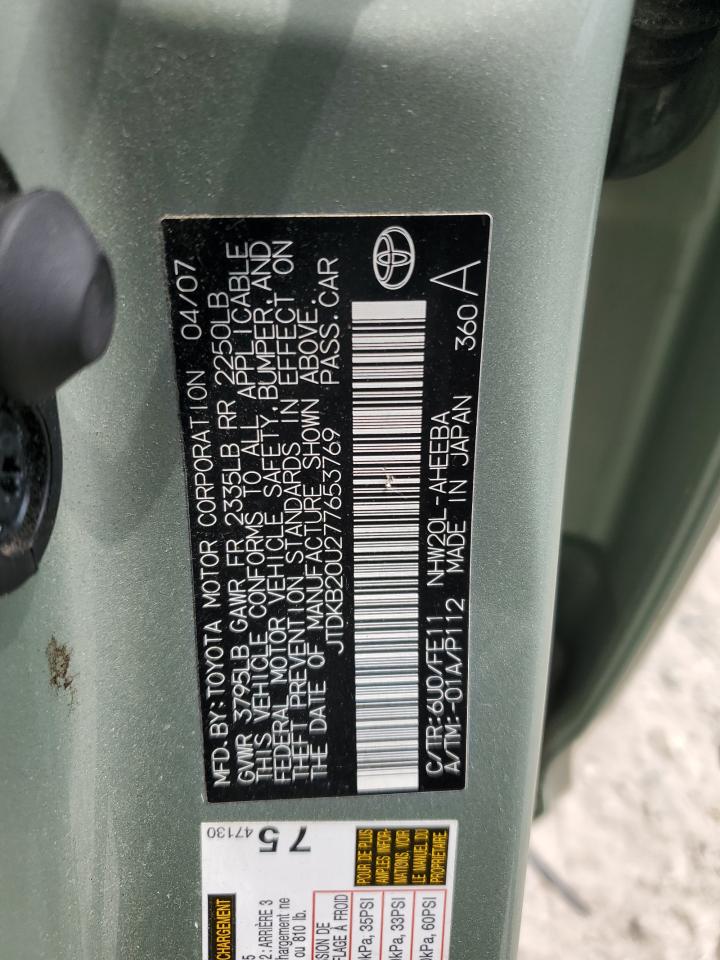 MFD. BY: TOYOTA MOTOR CORPORATION 04/07
GVWR 3795LB GAWR FR 2335LB RR 2250LB
THIS VEHICLE CONFORMS TO ALL APPLICABLE
FEDERAL MOTOR VEHICLE SAFETY, BUMPER, AND
THEFT PREVENTION STANDARDS IN EFFECT ON
THE DATE OF MANUFACTURE SHOWN ABOVE.
JTDKB20U277653769 PASS. CAR
C/TR: 6U0/FE11 NHW20L-AHEEBA
A/TM: -01A/P112 MADE IN JAPAN
360 A
75
47130
CHARGEMENT
5
2 : ARRIÈRE 3
hargement ne
ou 810 lb.
POUR DE PLUS
AMPLES INFOR-
MATIONS, VOIR
LE MANUEL DU
PROPRIÉTAIRE
SSION DE
FLAGE À FROID
kPa, 35PSI
kPa, 33PSI
kPa, 60PSI